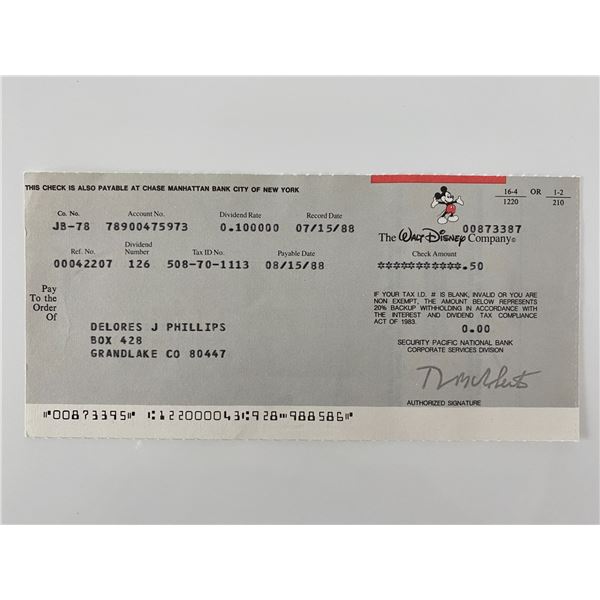 THIS CHECK IS ALSO PAYABLE AT CHASE MANHATTAN BANK CITY OF NEW YORK
16-4 OR 1-2
1220 210
Co. No. Account No. Dividend Rate Record Date
JB-78 78900475973 0.100000 07/15/88
00873387
The Walt Disney Company©
Ref. No. Dividend Number Tax ID No. Payable Date
00042207 126 508-70-1113 08/15/88
Check Amount
***********.50
Pay
To the
Order
Of
IF YOUR TAX I.D. # IS BLANK, INVALID OR YOU ARE
NON EXEMPT, THE AMOUNT BELOW REPRESENTS
20% BACKUP WITHHOLDING IN ACCORDANCE WITH
THE INTEREST AND DIVIDEND TAX COMPLIANCE
ACT OF 1983.
0.00
DELORES J PHILLIPS
BOX 428
GRANDLAKE CO 80447
SECURITY PACIFIC NATIONAL BANK
CORPORATE SERVICES DIVISION
AUTHORIZED SIGNATURE
⑈00873395⑈ ⑆122000043⑆928⑈988586⑈